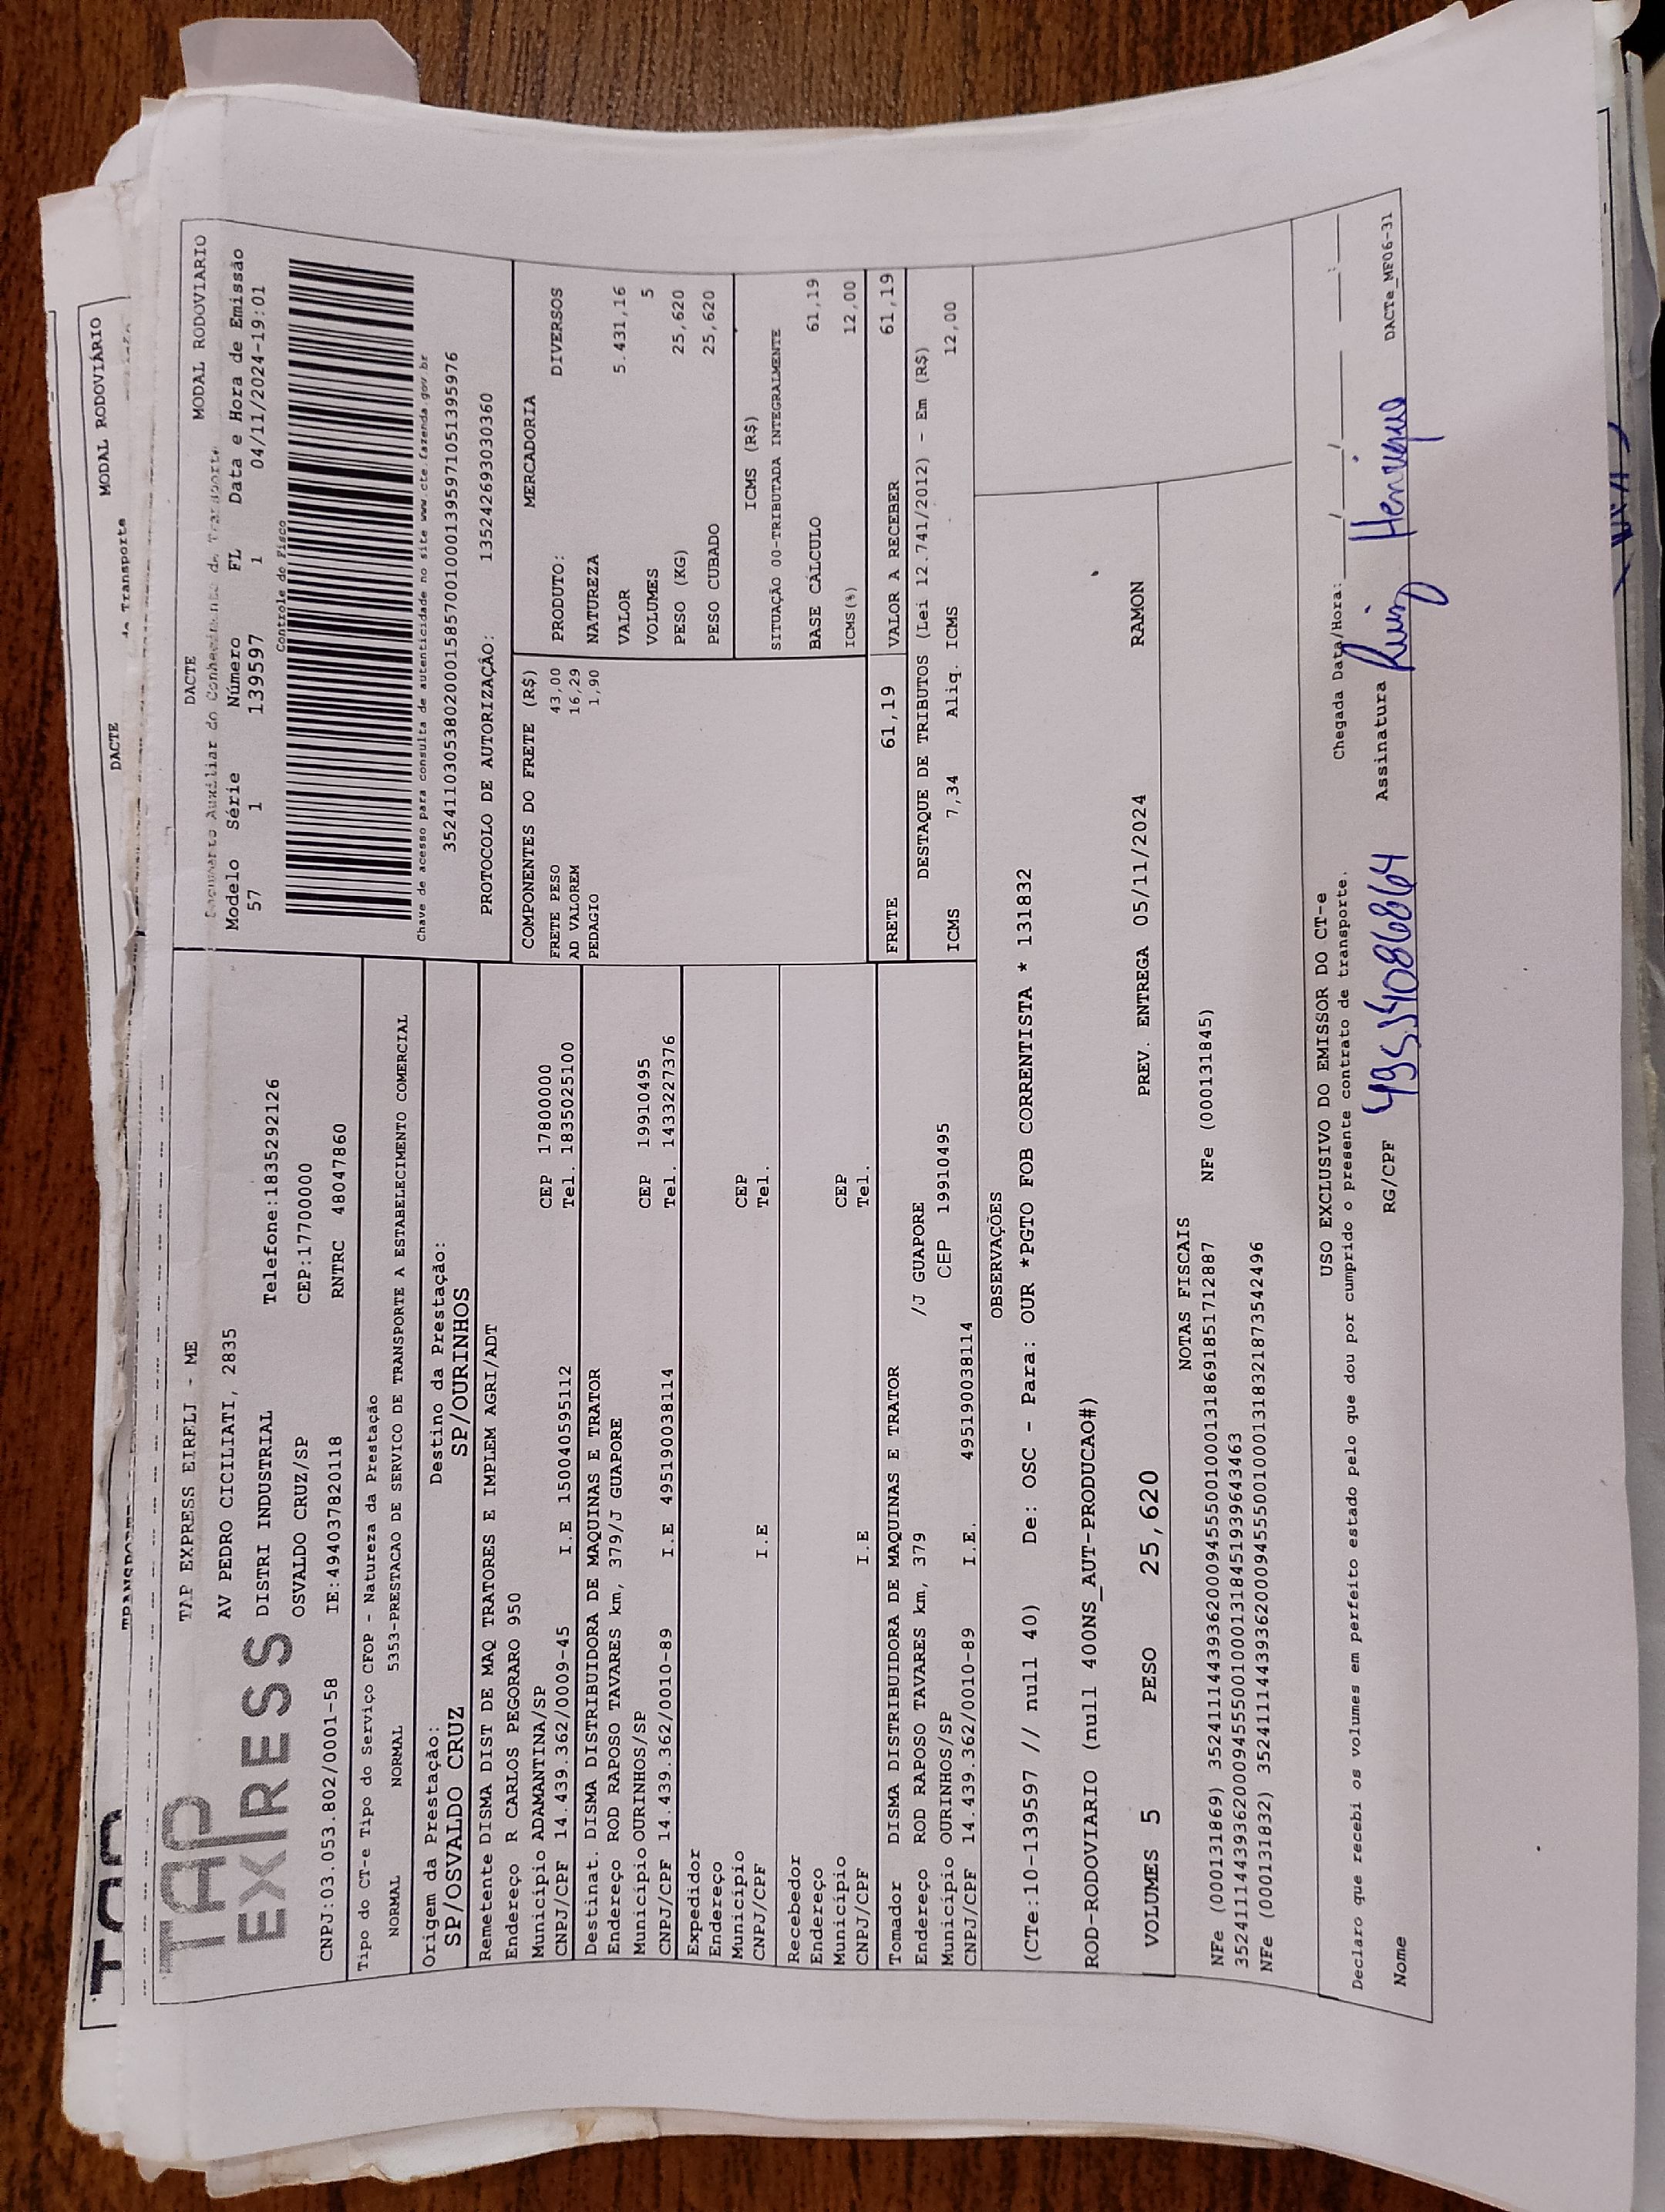 DACTE
MODAL RODOVIÁRIO
de Transporte
TAP
EXPRESS
TAP EXPRESS EIRELI - ME
AV PEDRO CICILIATI, 2835
DISTRI INDUSTRIAL Telefone:1835292126
OSVALDO CRUZ/SP CEP:17700000
CNPJ:03.053.802/0001-58 IE:494037820118 RNTRC 48047860
DACTE MODAL RODOVIARIO
Documento Auxiliar do Conhecimento de Transporte
Modelo Série Número FL Data e Hora de Emissão
57 1 139597 1 04/11/2024-19:01
Controle do Fisco
Chave de acesso para consulta de autenticidade no site www.cte.fazenda.gov.br
35241103053802000158570010001395971051395976
PROTOCOLO DE AUTORIZAÇÃO: 135242693030360
Tipo do CT-e Tipo do Serviço CFOP - Natureza da Prestação
NORMAL NORMAL 5353-PRESTACAO DE SERVICO DE TRANSPORTE A ESTABELECIMENTO COMERCIAL
Origem da Prestação: Destino da Prestação:
SP/OSVALDO CRUZ SP/OURINHOS
Remetente DISMA DIST DE MAQ TRATORES E IMPLEM AGRI/ADT
Endereço R CARLOS PEGORARO 950
Município ADAMANTINA/SP CEP 17800000
CNPJ/CPF 14.439.362/0009-45 I.E 150040595112 Tel. 1835025100
Destinat. DISMA DISTRIBUIDORA DE MAQUINAS E TRATOR
Endereço ROD RAPOSO TAVARES km, 379/J GUAPORE
Município OURINHOS/SP CEP 19910495
CNPJ/CPF 14.439.362/0010-89 I.E 495190038114 Tel. 1433227376
Expedidor
Endereço
Município CEP
CNPJ/CPF I.E Tel.
Recebedor
Endereço
Município CEP
CNPJ/CPF I.E Tel.
Tomador DISMA DISTRIBUIDORA DE MAQUINAS E TRATOR
Endereço ROD RAPOSO TAVARES km, 379 /J GUAPORE
Município OURINHOS/SP CEP 19910495
CNPJ/CPF 14.439.362/0010-89 I.E. 495190038114
COMPONENTES DO FRETE (R$)
FRETE PESO 43,00
AD VALOREM 16,29
PEDAGIO 1,90
MERCADORIA
PRODUTO: DIVERSOS
NATUREZA
VALOR 5.431,16
VOLUMES 5
PESO (KG) 25,620
PESO CUBADO 25,620
ICMS (R$)
SITUAÇÃO 00-TRIBUTADA INTEGRALMENTE
BASE CÁLCULO 61,19
ICMS(%) 12,00
FRETE 61,19 VALOR A RECEBER 61,19
DESTAQUE DE TRIBUTOS (Lei 12.741/2012) - Em (R$)
ICMS 7,34 Aliq. ICMS 12,00
OBSERVAÇÕES
(CTe:10-139597 // null 40) De: OSC - Para: OUR *PGTO FOB CORRENTISTA * 131832
ROD-RODOVIARIO (null 400NS_AUT-PRODUCAO#)
VOLUMES 5 PESO 25,620 PREV. ENTREGA 05/11/2024 RAMON
NOTAS FISCAIS
NFe (000131869) 35241114439362000945550010001318691851712887 NFe (000131845)
35241114439362000945550010001318451939643463
NFe (000131832) 35241114439362000945550010001318321873542496
USO EXCLUSIVO DO EMISSOR DO CT-e
Declaro que recebi os volumes em perfeito estado pelo que dou por cumprido o presente contrato de transporte.
Chegada Data/Hora: ___/___/___ ___:___
Nome RG/CPF Assinatura Luiz Henrique
DACTe_MF06-31